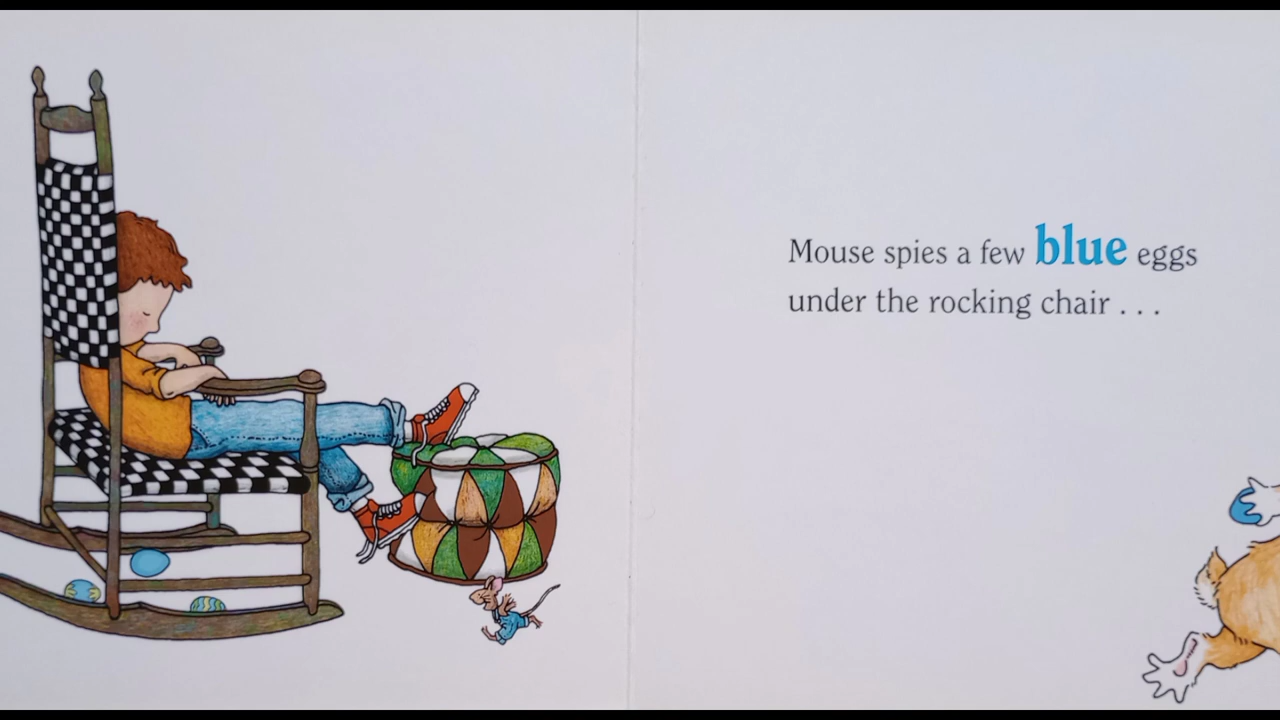 Mouse spies a few blue eggs
under the rocking chair . . .